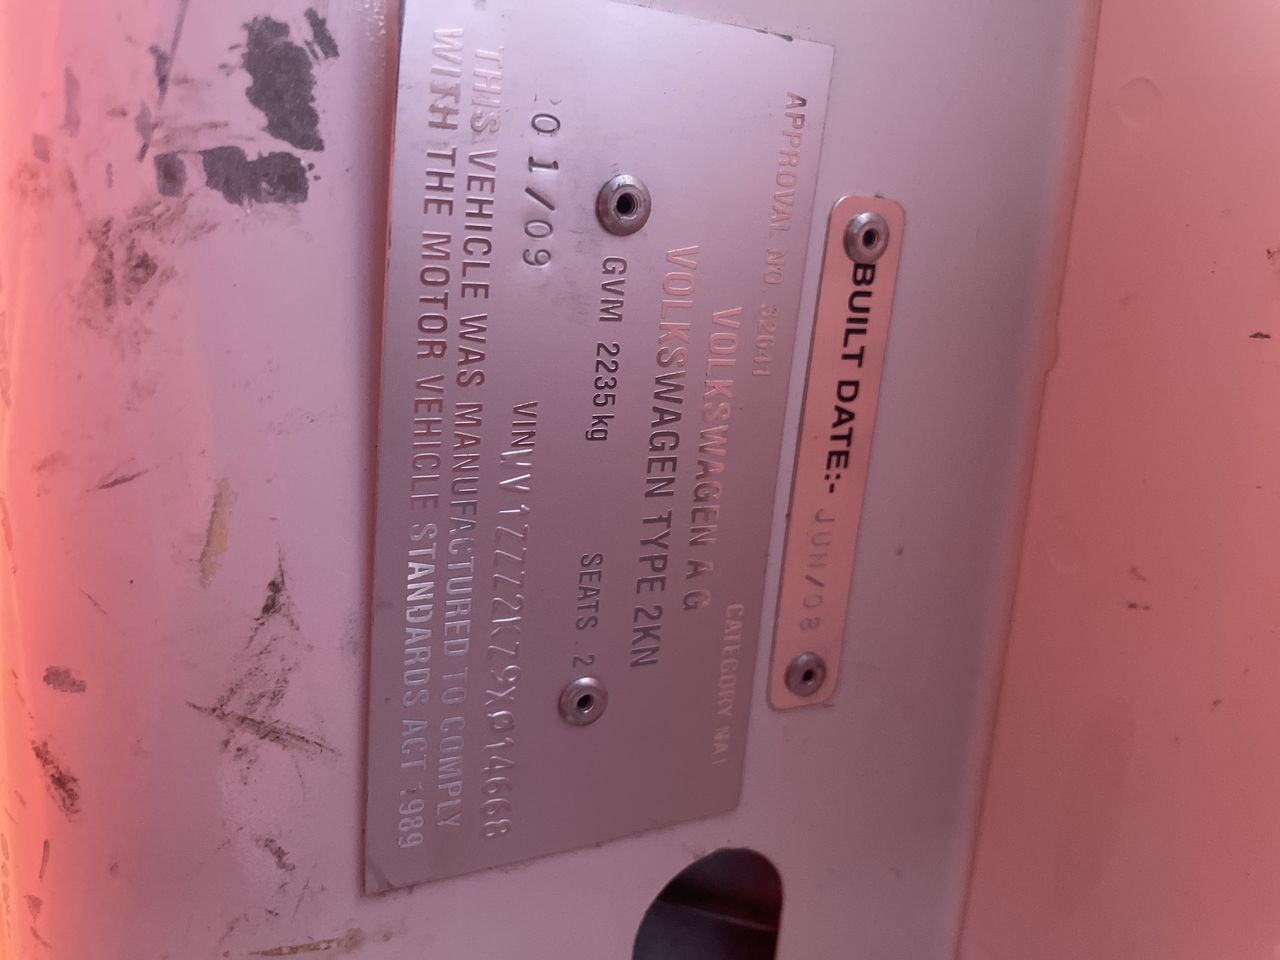 BUILT DATE:- JUN/08
APPROVAL NO. 32641 CATEGORY NA1
VOLKSWAGEN A G
VOLKSWAGEN TYPE 2KN
GVM 2235 kg SEATS 2
01/09 VIN WV1ZZZ2KZ9X014668
THIS VEHICLE WAS MANUFACTURED TO COMPLY
WITH THE MOTOR VEHICLE STANDARDS ACT 1989